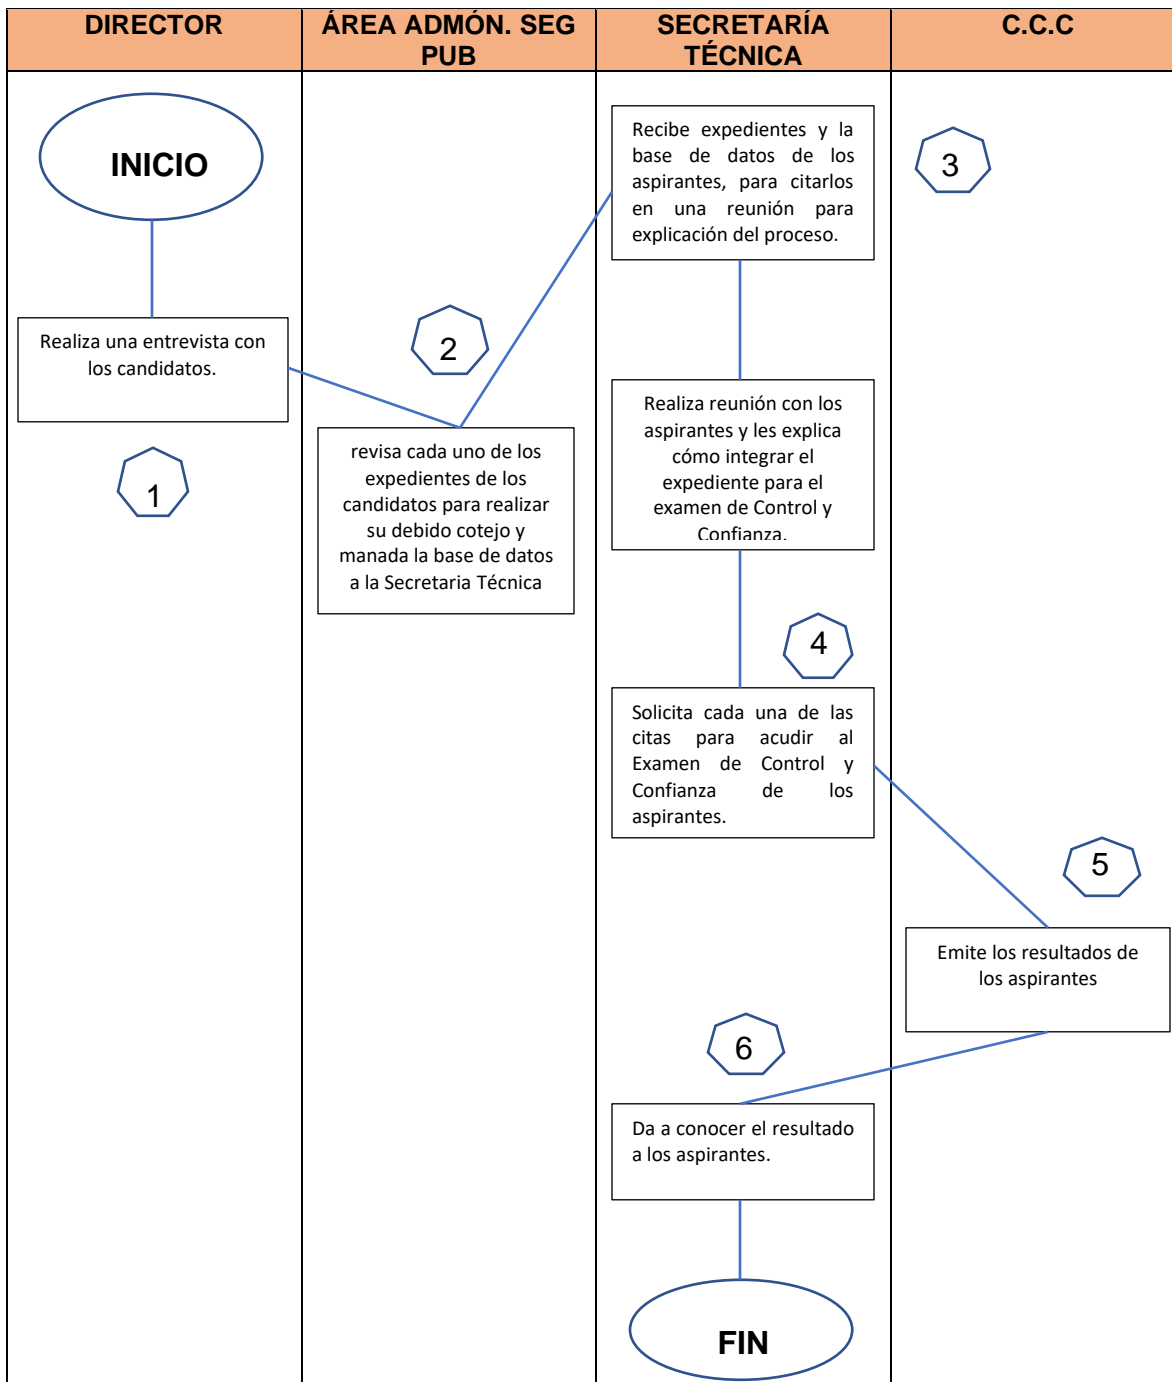 DIRECTOR
ÁREA ADMÓN. SEG
PUB
SECRETARÍA
TÉCNICA
C.C.C
INICIO
Realiza una entrevista con
los candidatos.
1
2
revisa cada uno de los
expedientes de los
candidatos para realizar
su debido cotejo y
manada la base de datos
a la Secretaria Técnica
Recibe expedientes y la
base de datos de los
aspirantes, para citarlos
en una reunión para
explicación del proceso.
3
Realiza reunión con los
aspirantes y les explica
cómo integrar el
expediente para el
examen de Control y
Confianza.
4
Solicita cada una de las
citas para acudir al
Examen de Control y
Confianza de los
aspirantes.
5
Emite los resultados de
los aspirantes
6
Da a conocer el resultado
a los aspirantes.
FIN